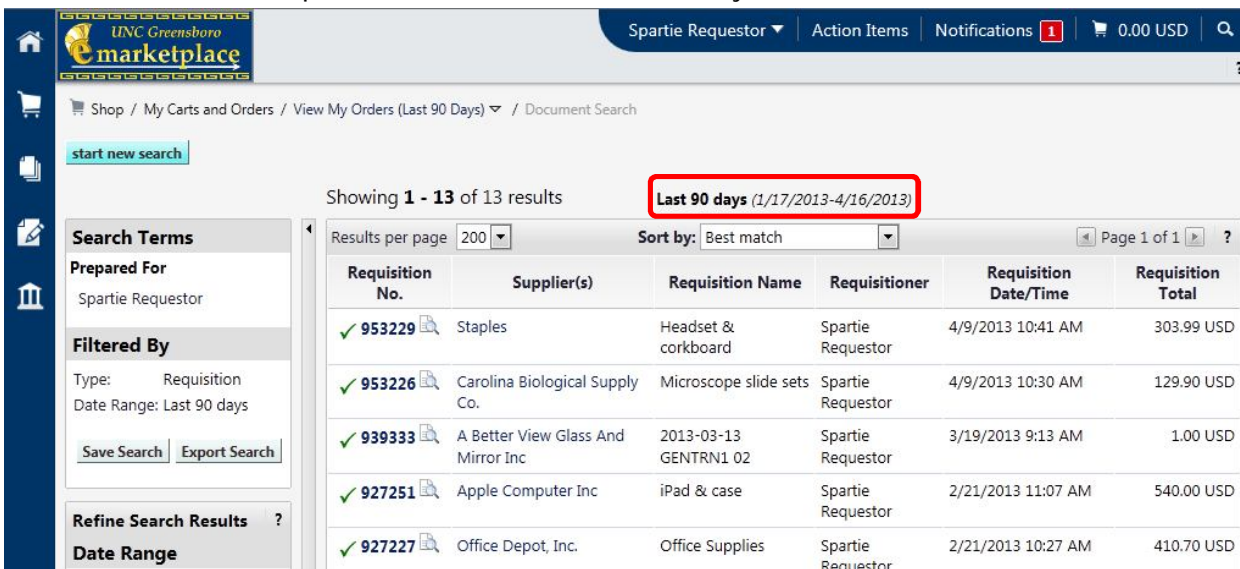 UNC Greensboro
emarketplace
Spartie Requestor Action Items Notifications 1 0.00 USD
?
Shop / My Carts and Orders / View My Orders (Last 90 Days) / Document Search
start new search
Showing 1 - 13 of 13 results Last 90 days (1/17/2013-4/16/2013)
Search Terms
Prepared For
Spartie Requestor
Filtered By
Type: Requisition
Date Range: Last 90 days
Save Search Export Search
Refine Search Results ?
Date Range
Results per page 200 Sort by: Best match Page 1 of 1 ?
Requisition No. Supplier(s) Requisition Name Requisitioner Requisition Date/Time Requisition Total
953229 Staples Headset & Spartie 4/9/2013 10:41 AM 303.99 USD
corkboard Requestor
953226 Carolina Biological Supply Microscope slide sets Spartie 4/9/2013 10:30 AM 129.90 USD
Co. Requestor
939333 A Better View Glass And 2013-03-13 Spartie 3/19/2013 9:13 AM 1.00 USD
Mirror Inc GENTRN1 02 Requestor
927251 Apple Computer Inc iPad & case Spartie 2/21/2013 11:07 AM 540.00 USD
Requestor
927227 Office Depot, Inc. Office Supplies Spartie 2/21/2013 10:27 AM 410.70 USD
Requestor